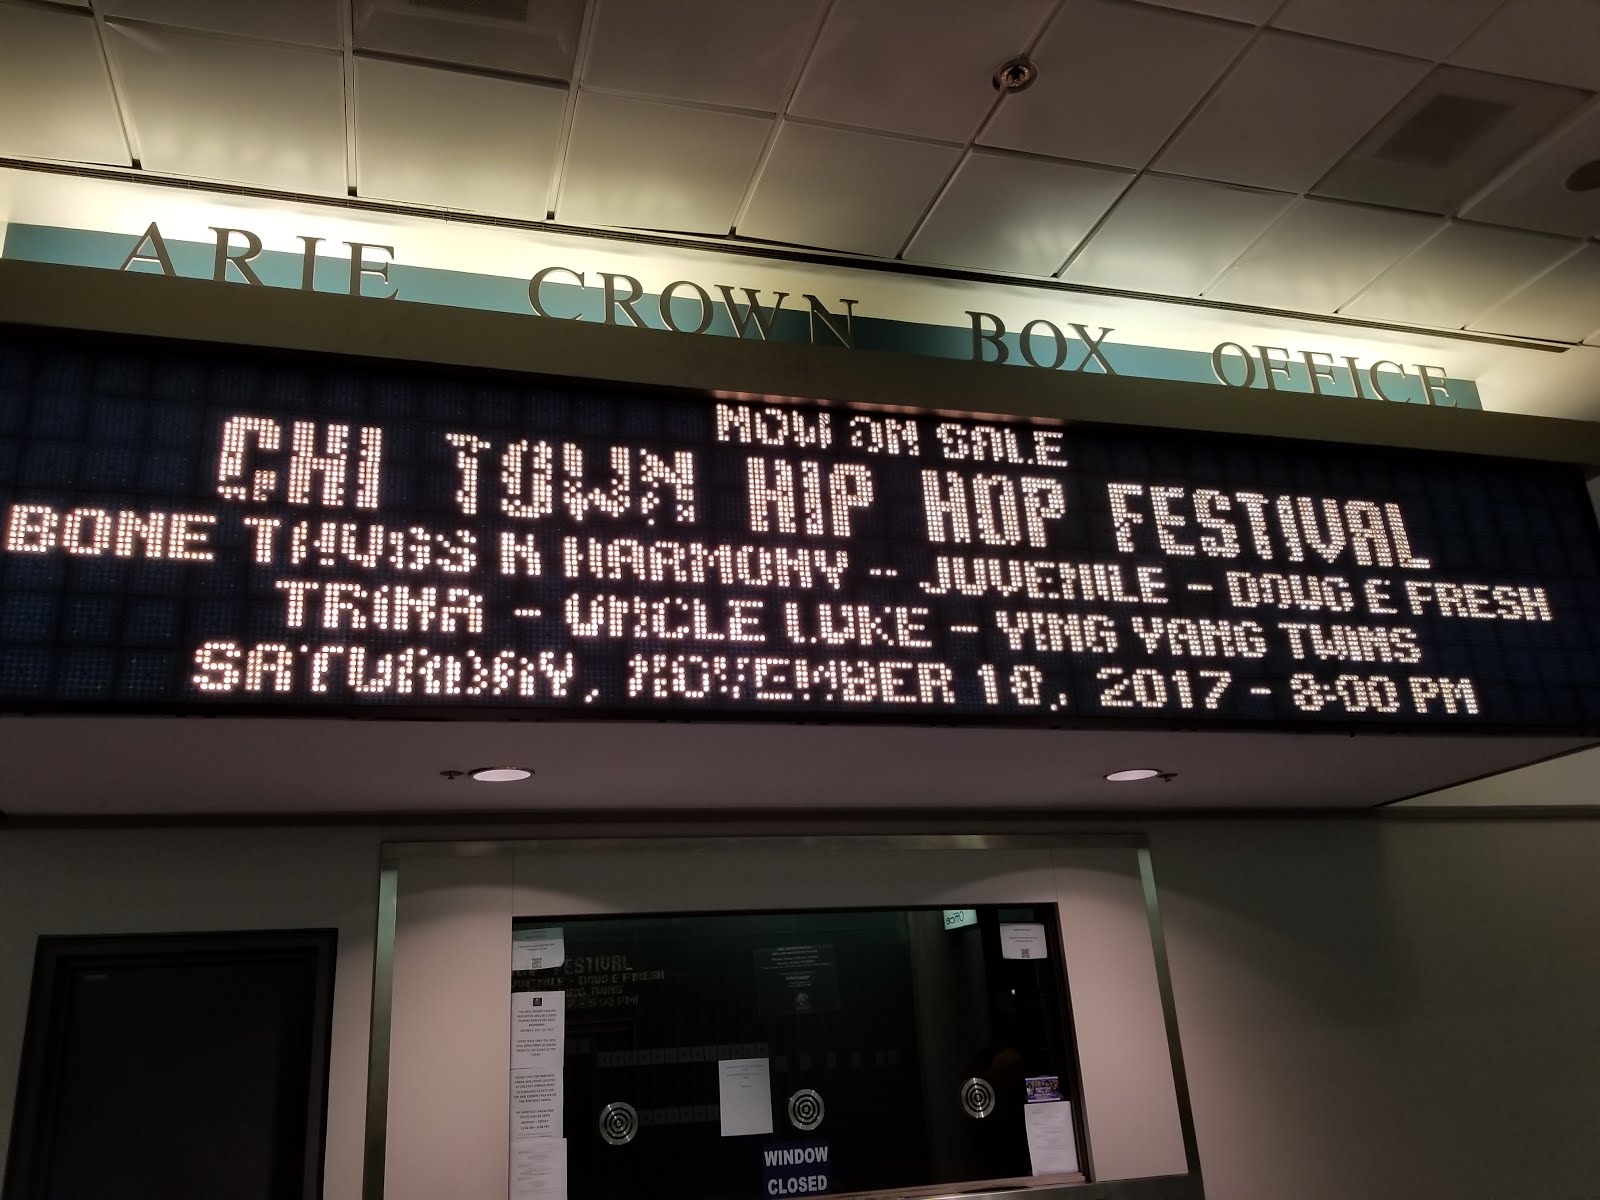 ARIE CROWN BOX OFFICE
NOW ON SALE
CHI TOWN HIP HOP FESTIVAL
BONE THUGS N HARMONY - JUVENILE - DOUG E FRESH
TRINA - UNCLE LUKE - YING YANG TWINS
SATURDAY, NOVEMBER 18, 2017 - 8:00 PM
Office
WINDOW
CLOSED